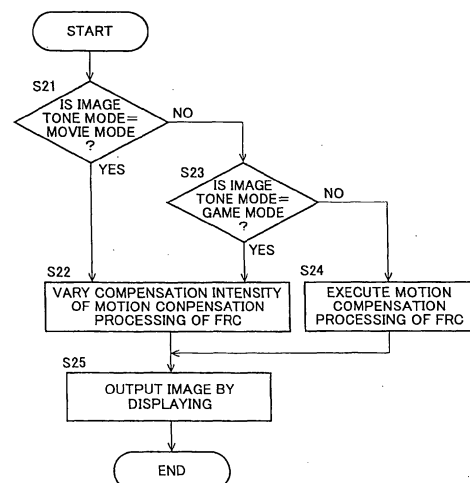 START
S21
IS IMAGE
TONE MODE=
MOVIE MODE
?
NO
YES
S23
IS IMAGE
TONE MODE=
GAME MODE
?
NO
YES
S22
VARY COMPENSATION INTENSITY
OF MOTION CONPENSATION
PROCESSING OF FRC
S24
EXECUTE MOTION
COMPENSATION
PROCESSING OF FRC
S25
OUTPUT IMAGE BY
DISPLAYING
END